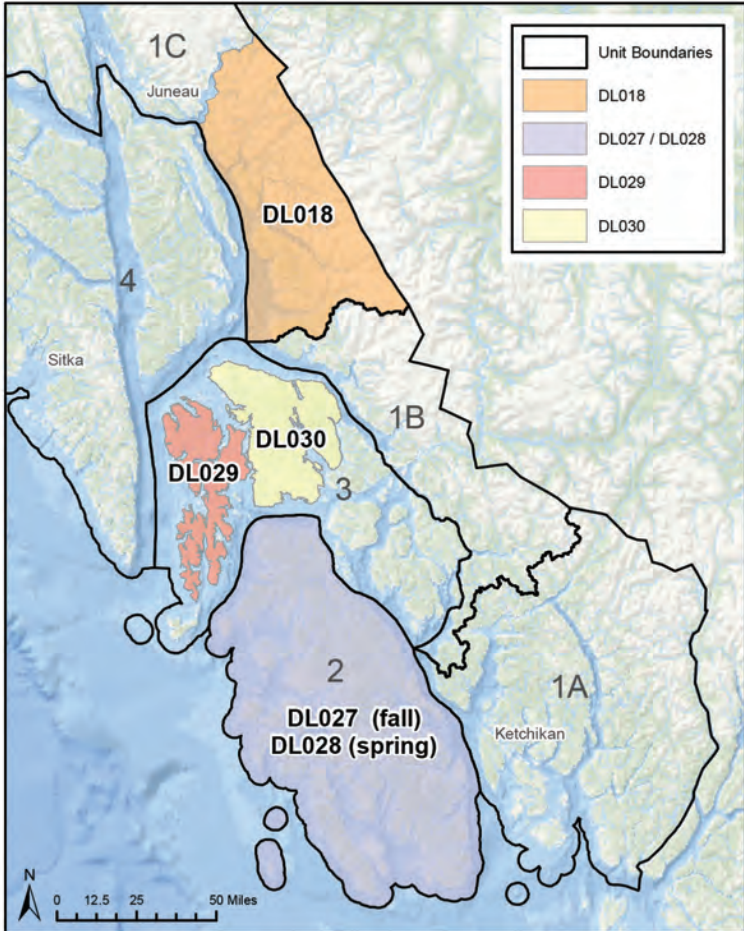 1C
Juneau
Unit Boundaries
DL018
DL027 / DL028
DL029
DL030
DL018
4
Sitka
1B
DL030
DL029
3
2
DL027 (fall)
DL028 (spring)
1A
Ketchikan
N
0 12.5 25 50 Miles